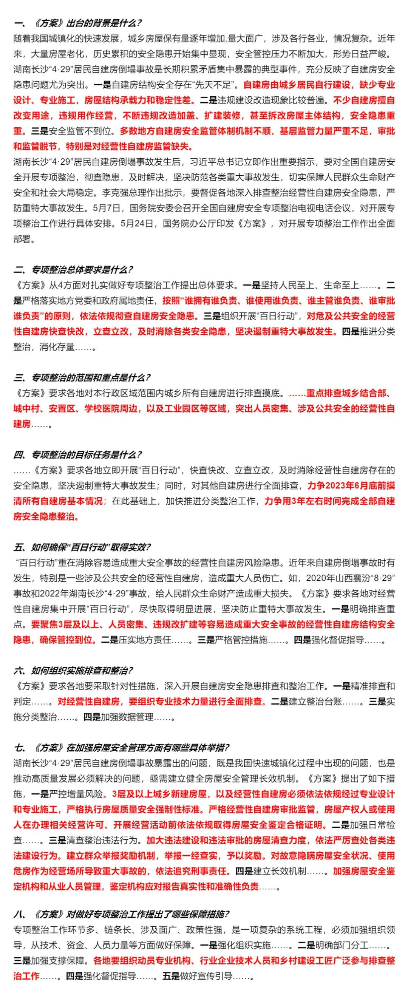 一、《方案》出台的背景是什么？
随着我国城镇化的快速发展，城乡房屋保有量逐年增加,量大面广，涉及各行各业，情况复杂。近年
来，大量房屋老化，历史累积的安全隐患开始集中显现，安全管控压力不断加大，形势日益严峻。
湖南长沙“4·29”居民自建房倒塌事故是长期积累矛盾集中暴露的典型事件，充分反映了自建房安全
隐患问题尤为突出。一是自建房结构安全存在“先天不足”。自建房由城乡居民自行建设，缺少专业
设计、专业施工，房屋结构承载力和稳定性差。二是违规建设改造现象比较普遍。不少自建房擅自
改变用途，违规用作经营，不断违规改造加盖、扩建装修，甚至拆改房屋主体结构，安全隐患重
重。三是安全监管不到位。多数地方自建房安全监管体制机制不顺，基层监管力量严重不足，审批
和监管脱节，特别是对经营性自建房监管缺失。
湖南长沙“4·29”居民自建房倒塌事故发生后，习近平总书记立即作出重要指示，要对全国自建房安
全开展专项整治，彻查隐患，及时解决，坚决防范各类重大事故发生，切实保障人民群众生命财产
安全和社会大局稳定。李克强总理作出批示，要督促各地深入排查整治经营性自建房安全隐患，严
防重特大事故发生。5月7日，国务院安委会召开全国自建房安全专项整治电视电话会议，对开展专
项整治工作进行具体安排。5月24日，国务院办公厅印发《方案》，对开展专项整治工作作出全面
部署。
二、专项整治总体要求是什么？
《方案》从4方面对扎实做好专项整治工作提出总体要求。一是坚持人民至上、生命至上……。二
是严格落实地方党委和政府属地责任，按照“谁拥有谁负责、谁使用谁负责、谁主管谁负责、谁审批
谁负责”的原则，依法依规彻查自建房安全隐患。三是组织开展“百日行动”，对危及公共安全的经营
性自建房快查快改，立查立改，及时消除各类安全隐患，坚决遏制重特大事故发生。四是推进分类
整治，消化存量……。
三、专项整治的范围和重点是什么？
《方案》要求各地对本行政区域范围内城乡所有自建房进行排查摸底。……重点排查城乡结合部、
城中村、安置区、学校医院周边，以及工业园区等区域，突出人员密集、涉及公共安全的经营性自
建房……。
四、专项整治的目标任务是什么？
……《方案》要求各地立即开展“百日行动”，快查快改、立查立改，及时消除经营性自建房存在的
安全隐患，坚决遏制重特大事故发生；同时，对其他自建房进行全面排查，力争2023年6月底前摸
清所有自建房基本情况；在此基础上，加快推进分类整治工作，力争用3年左右时间完成全部自建
房安全隐患整治。
五、如何确保“百日行动”取得实效？
“百日行动”重在消除容易造成重大安全事故的经营性自建房风险隐患。近年来自建房倒塌事故时有
发生，特别是一些涉及公共安全的经营性自建房，造成重大人员伤亡。如，2020年山西襄汾“8·29”
事故和2022年湖南长沙“4·29”事故，给人民群众生命财产造成重大损失。《方案》要求各地对经营
性自建房集中开展“百日行动”，尽快取得明显进展，坚决防止重特大事故发生。一是明确排查重
点。要聚焦3层及以上、人员密集、违规改扩建等容易造成重大安全事故的经营性自建房结构安全
隐患，确保管控到位。二是压实地方责任……。三是严格管控措施……。四是强化督促指导……。
六、如何组织实施排查和整治？
《方案》要求各地要采取针对性措施，深入开展自建房安全隐患排查和整治工作。一是精准排查和
判定……。对经营性自建房，要组织专业技术力量进行全面排查。二是建立整治台账……。三是实
施分类整治……。四是加强数据管理……。
七、《方案》在加强房屋安全管理方面有哪些具体举措？
湖南长沙“4·29”居民自建房倒塌事故暴露出的问题，既是我国快速城镇化过程中出现的问题，也是
推动高质量发展必须解决的问题，亟需建立健全房屋安全管理长效机制。《方案》提出了如下措
施，一是严控增量风险。3层及以上城乡新建房屋，以及经营性自建房必须依法依规经过专业设计
和专业施工，严格执行房屋质量安全强制性标准。严格经营性自建房审批监管，房屋产权人或使用
人在办理相关经营许可、开展经营活动前依法依规取得房屋安全鉴定合格证明。二是加强日常检
查……。三是清查整治违法行为。加大违法建设和违法审批的房屋清查力度，依法严厉查处各类违
法建设行为。建立群众举报奖励机制，举报一经查实，予以奖励。对故意隐瞒房屋安全状况、使用
危房作为经营场所导致重大事故的，依法追究刑事责任。四是建立长效机制……。加强房屋安全鉴
定机构和从业人员管理，鉴定机构应对报告真实性和准确性负责……。
八、《方案》对做好专项整治工作提出了哪些保障措施？
专项整治工作环节多、链条长、涉及面广、政策性强，是一项复杂的系统工程，必须加强组织领
导，从技术、资金、人员力量等方面做好保障。一是强化组织实施……。二是明确部门分工……。
三是加强支撑保障。各地要组织动员专业机构、行业企业技术人员和乡村建设工匠广泛参与排查整
治工作……。四是强化督促指导……。五是做好宣传引导……。